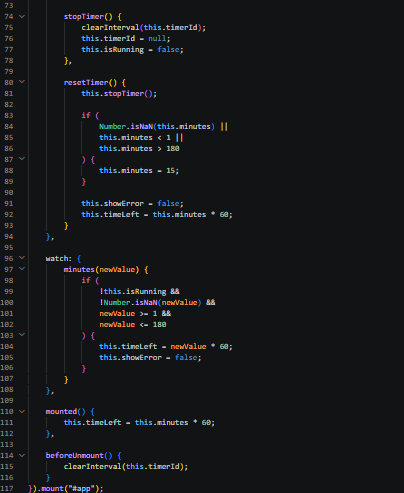 73
74 stopTimer() {
75 clearInterval(this.timerId);
76 this.timerId = null;
77 this.isRunning = false;
78 },
79
80 resetTimer() {
81 this.stopTimer();
82
83 if (
84 Number.isNaN(this.minutes) ||
85 this.minutes < 1 ||
86 this.minutes > 180
87 ) {
88 this.minutes = 15;
89 }
90
91 this.showError = false;
92 this.timeLeft = this.minutes * 60;
93 }
94 },
95
96 watch: {
97 minutes(newValue) {
98 if (
99 !this.isRunning &&
100 !Number.isNaN(newValue) &&
101 newValue >= 1 &&
102 newValue <= 180
103 ) {
104 this.timeLeft = newValue * 60;
105 this.showError = false;
106 }
107 }
108 },
109
110 mounted() {
111 this.timeLeft = this.minutes * 60;
112 },
113
114 beforeUnmount() {
115 clearInterval(this.timerId);
116 }
117 }).mount("#app");